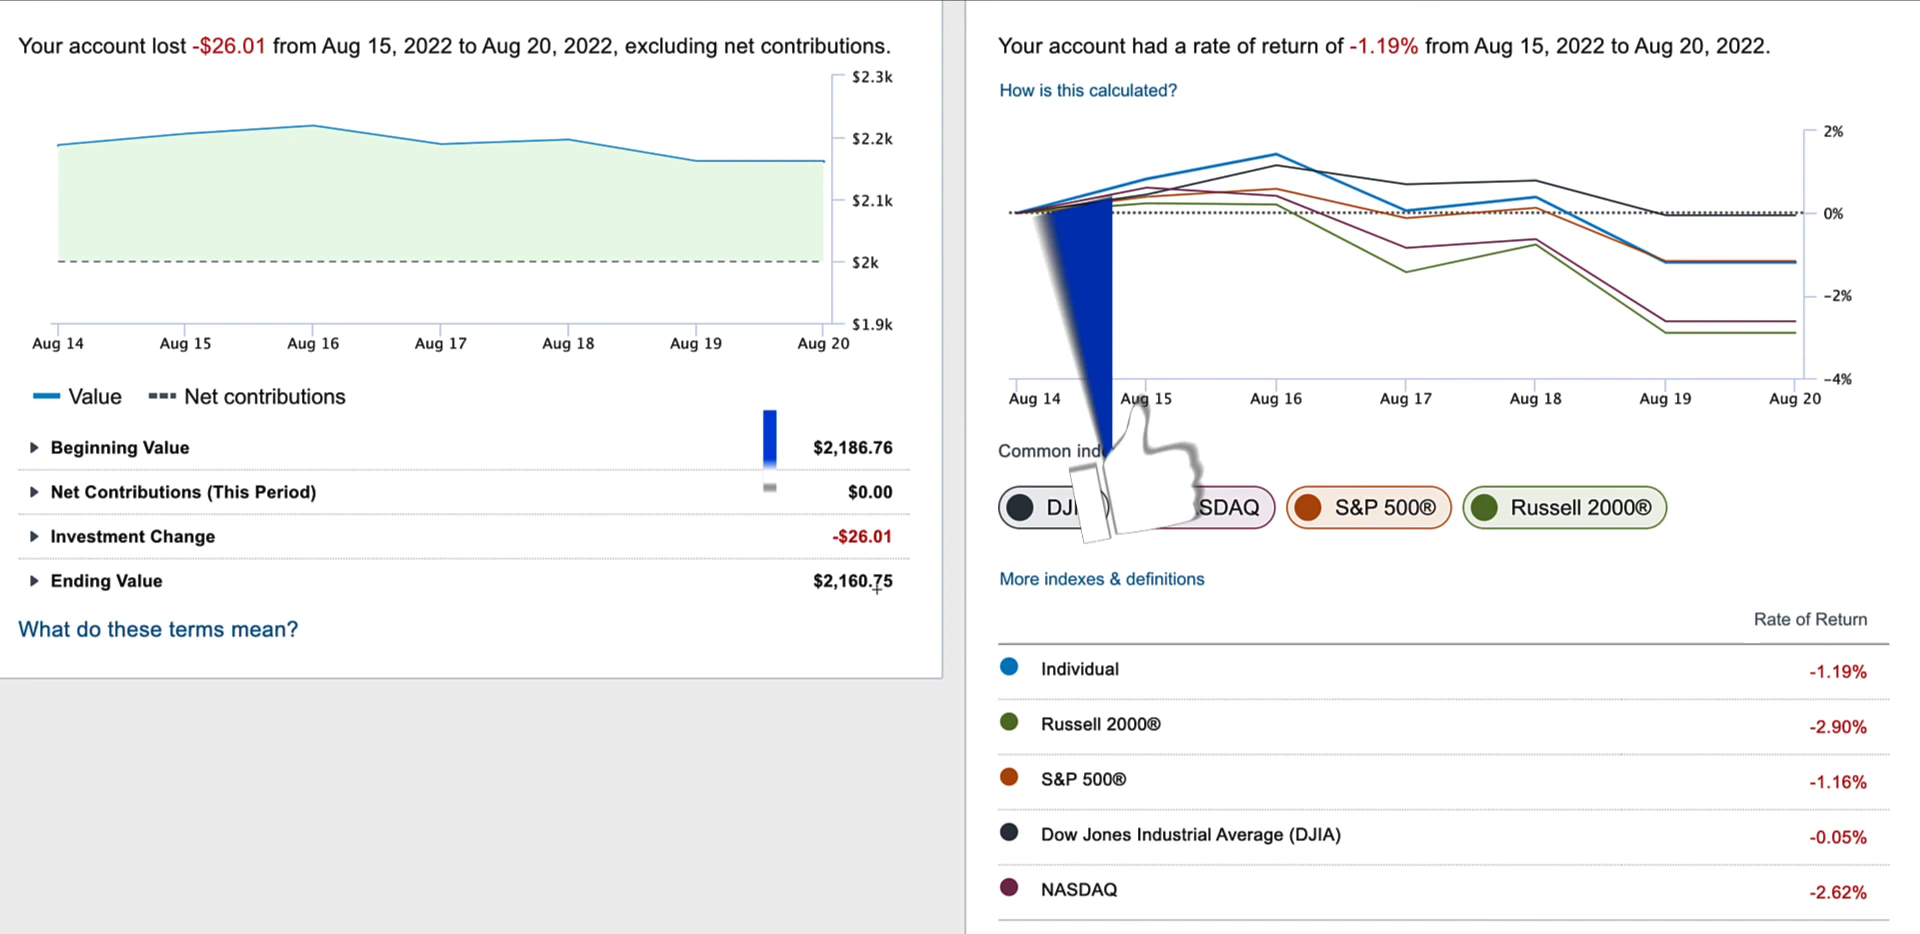 Your account lost -$26.01 from Aug 15, 2022 to Aug 20, 2022, excluding net contributions.
$2.3k
$2.2k
$2.1k
$2k
$1.9k
Aug 14 Aug 15 Aug 16 Aug 17 Aug 18 Aug 19 Aug 20
Value Net contributions
Beginning Value $2,186.76
Net Contributions (This Period) $0.00
Investment Change -$26.01
Ending Value $2,160.75
What do these terms mean?
Your account had a rate of return of -1.19% from Aug 15, 2022 to Aug 20, 2022.
How is this calculated?
2%
0%
-2%
-4%
Aug 14 Aug 15 Aug 16 Aug 17 Aug 18 Aug 19 Aug 20
Common
S&P 500® Russell 2000®
More indexes & definitions
Rate of Return
Individual -1.19%
Russell 2000® -2.90%
S&P 500® -1.16%
Dow Jones Industrial Average (DJIA) -0.05%
NASDAQ -2.62%